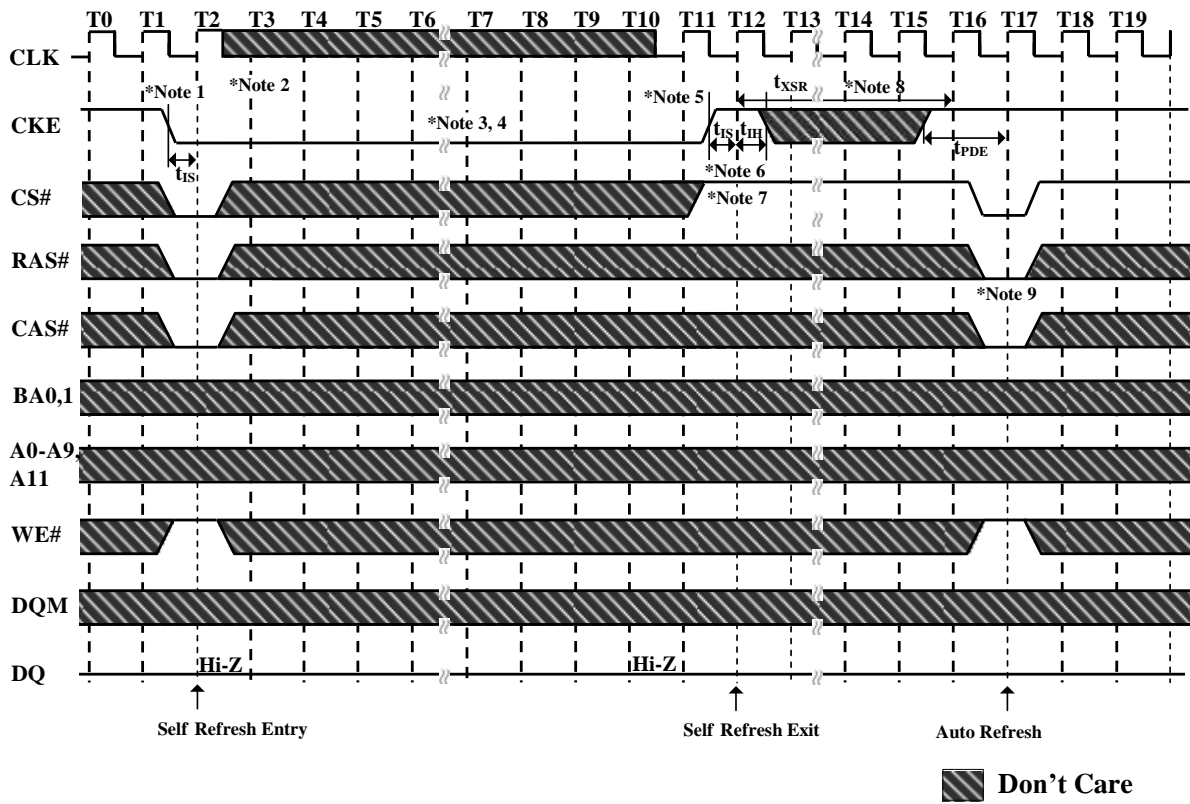 T0 T1 T2 T3 T4 T5 T6 T7 T8 T9 T10 T11 T12 T13 T14 T15 T16 T17 T18 T19
CLK
*Note 1 *Note 2 *Note 5 tXSR *Note 8
CKE *Note 3, 4 tIS tIH
tIS tPDE
*Note 6
CS# *Note 7
RAS#
*Note 9
CAS#
BA0,1
A0-A9,
A11
WE#
DQM
Hi-Z Hi-Z
DQ
Self Refresh Entry Self Refresh Exit Auto Refresh
Don't Care